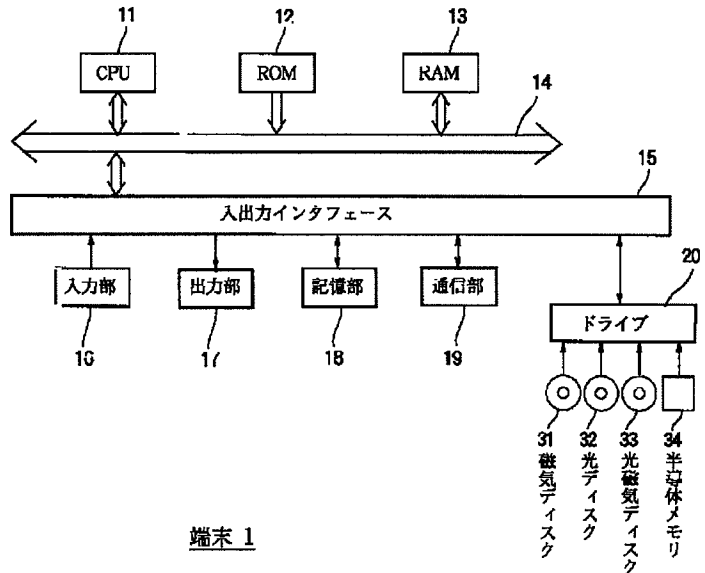 11
12
13
CPU
ROM
RAM
14
15
入出力インタフェース
20
入力部
出力部
記憶部
通信部
ドライブ
16
17
18
19
31
32
33
34
磁気ディスク
光ディスク
光磁気ディスク
半導体メモリ
端末 1